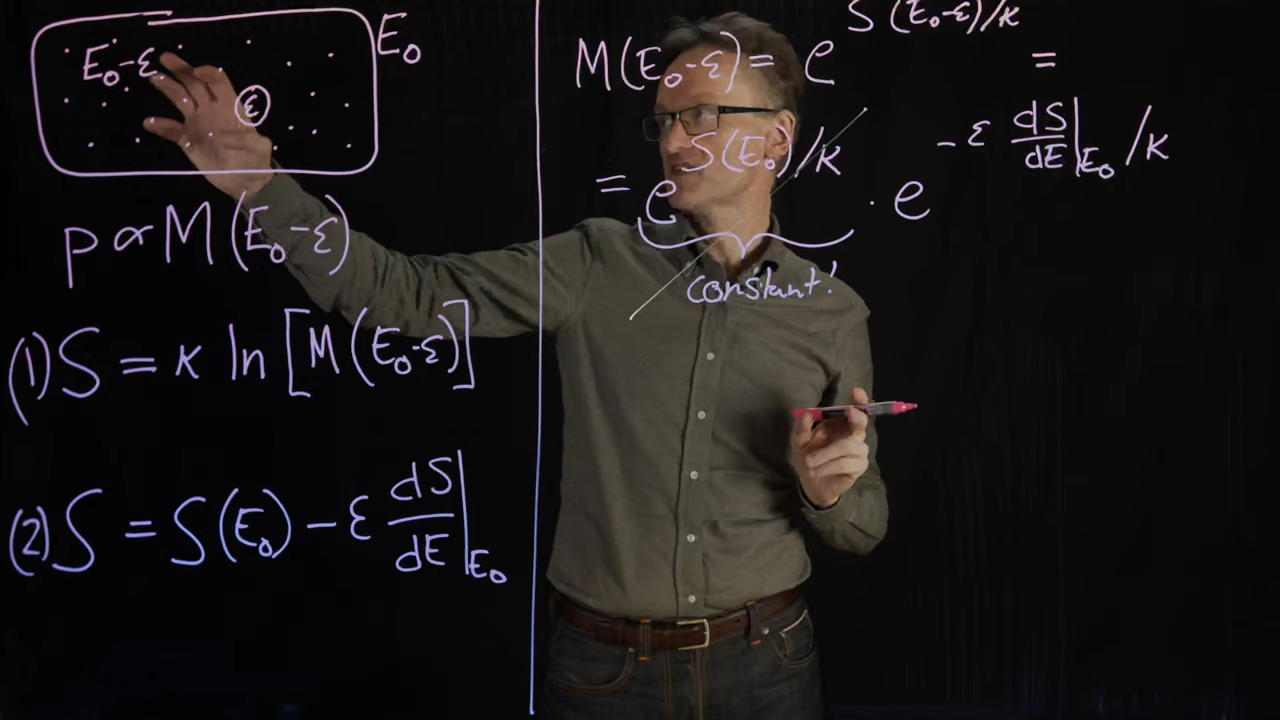 E₀-ε
E₀
ε
p ∝ M(E₀-ε)
(1) S = k ln [M(E₀-ε)]
(2) S = S(E₀) - ε dS/dE|E₀
M(E₀-ε) = e^S(E₀-ε)/k =
= e^S(E₀)/k · e^-ε dS/dE|E₀ /k
constant!